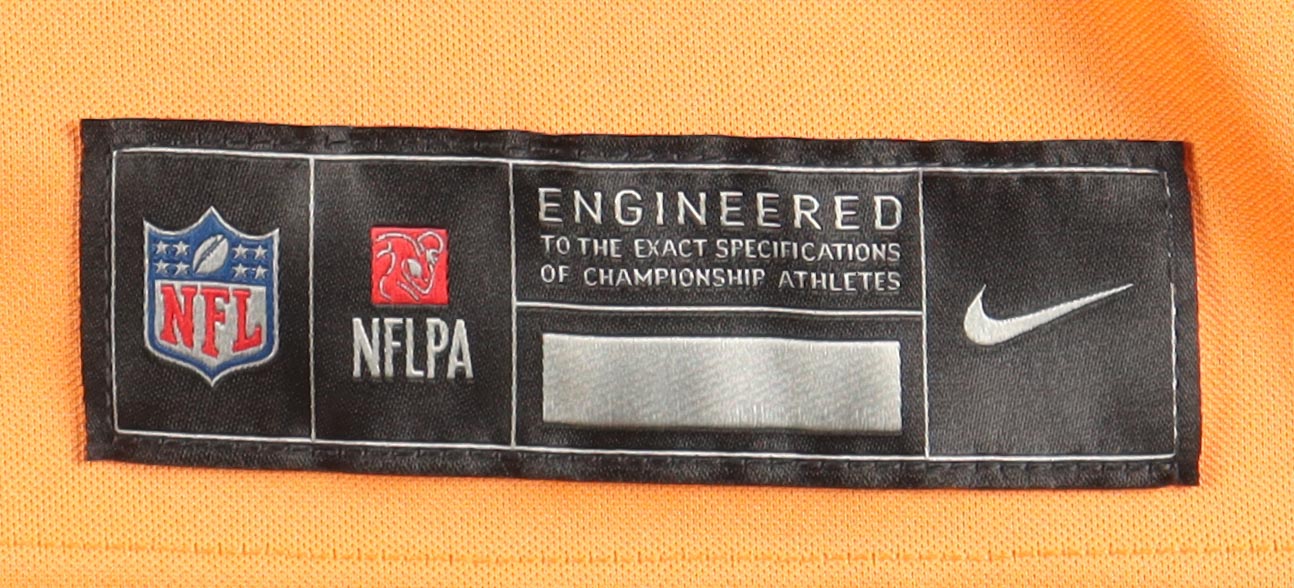 NFL
NFLPA
ENGINEERED
TO THE EXACT SPECIFICATIONS
OF CHAMPIONSHIP ATHLETES